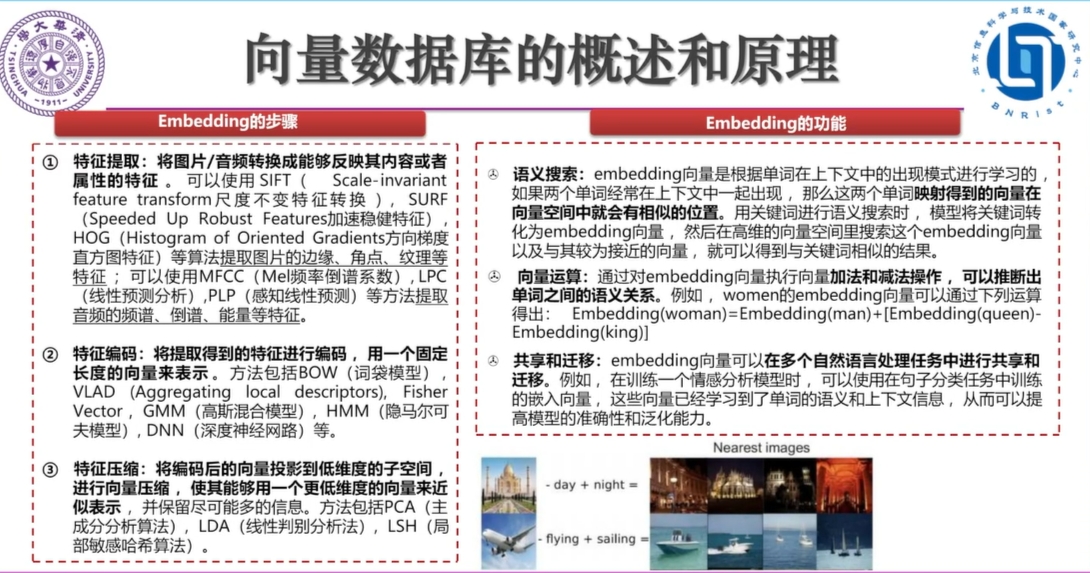 清華大學
TSINGHUA UNIVERSITY
-1911-
向量数据库的概述和原理
北京信息科学与技术国家研究中心
BNRist
Embedding的步骤
① 特征提取：将图片/音频转换成能够反映其内容或者
属性的特征 。 可以使用 SIFT（ Scale-invariant
feature transform尺度不变特征转换 ），SURF
（Speeded Up Robust Features加速稳健特征），
HOG（Histogram of Oriented Gradients方向梯度
直方图特征）等算法提取图片的边缘、角点、纹理等
特征 ； 可以使用MFCC（Mel频率倒谱系数）, LPC
（线性预测分析）,PLP（感知线性预测）等方法提取
音频的频谱、倒谱、能量等特征。
② 特征编码：将提取得到的特征进行编码 ，用一个固定
长度的向量来表示 。方法包括BOW（词袋模型），
VLAD (Aggregating local descriptors), Fisher
Vector ，GMM（高斯混合模型），HMM（隐马尔可
夫模型）, DNN（深度神经网路）等。
③ 特征压缩：将编码后的向量投影到低维度的子空间 ，
进行向量压缩 ，使其能够用一个更低维度的向量来近
似表示 ，并保留尽可能多的信息。方法包括PCA（主
成分分析算法），LDA（线性判别分析法），LSH（局
部敏感哈希算法）。
Embedding的功能
语义搜索：embedding向量是根据单词在上下文中的出现模式进行学习的 ，
如果两个单词经常在上下文中一起出现 ，那么这两个单词映射得到的向量在
向量空间中就会有相似的位置。用关键词进行语义搜索时 ，模型将关键词转
化为embedding向量 ，然后在高维的向量空间里搜索这个embedding向量
以及与其较为接近的向量 ，就可以得到与关键词相似的结果。
向量运算：通过对embedding向量执行向量加法和减法操作 ，可以推断出
单词之间的语义关系。例如 ，women的embedding向量可以通过下列运算
得出： Embedding(woman)=Embedding(man)+[Embedding(queen)-
Embedding(king)]
共享和迁移：embedding向量可以在多个自然语言处理任务中进行共享和
迁移。例如 ，在训练一个情感分析模型时 ，可以使用在句子分类任务中训练
的嵌入向量 ，这些向量已经学习到了单词的语义和上下文信息 ，从而可以提
高模型的准确性和泛化能力。
Nearest images
- day + night =
- flying + sailing =